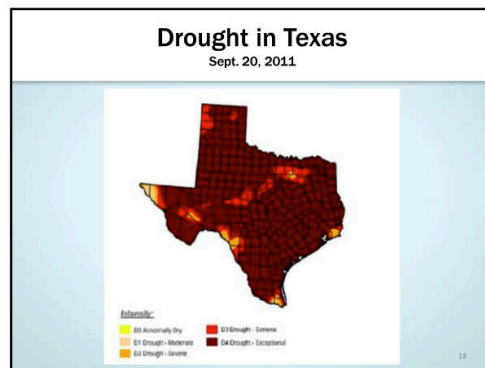 Drought in Texas
Sept. 20, 2011
Intensity:
D0 Abnormally Dry
D1 Drought - Moderate
D2 Drought - Severe
D3 Drought - Extreme
D4 Drought - Exceptional
18